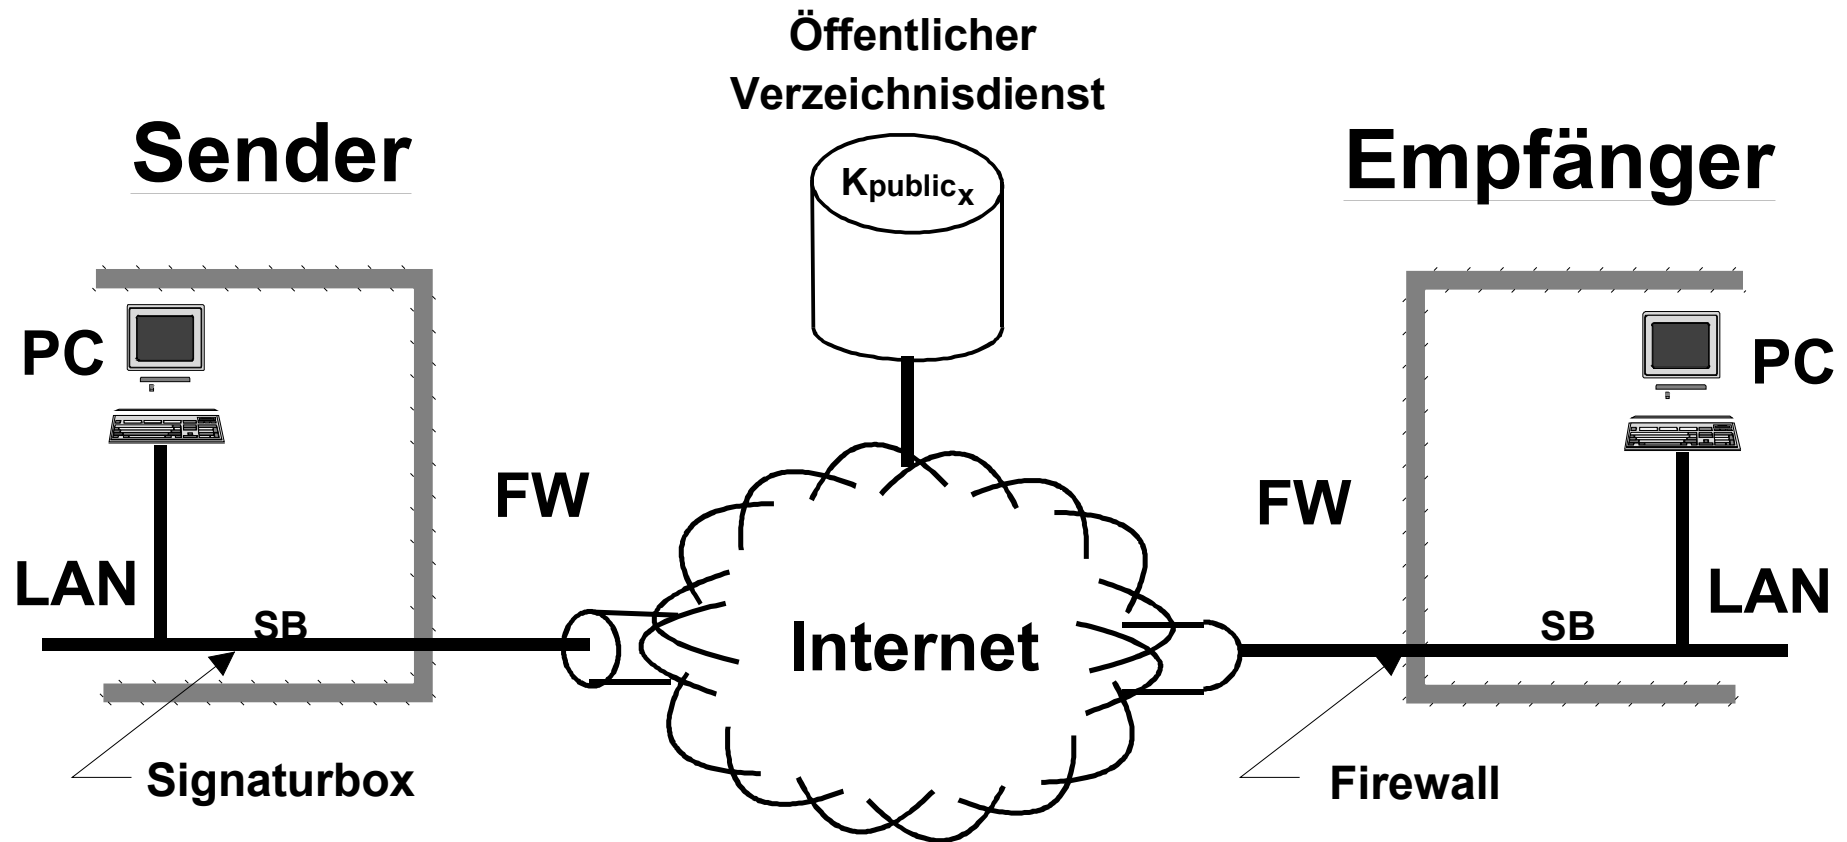 Öffentlicher
Verzeichnisdienst
Sender
Empfänger
Kpublicx
PC
PC
FW
FW
LAN
LAN
SB
SB
Internet
Signaturbox
Firewall